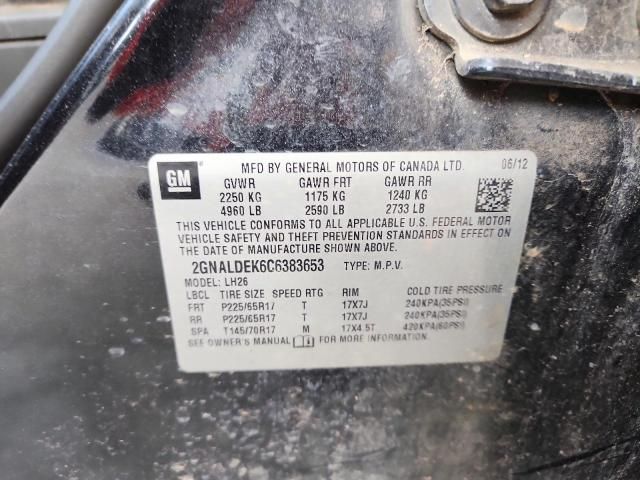 GM
MFD BY GENERAL MOTORS OF CANADA LTD. 06/12
GVWR GAWR FRT GAWR RR
2250 KG 1175 KG 1240 KG
4960 LB 2590 LB 2733 LB
THIS VEHICLE CONFORMS TO ALL APPLICABLE U.S. FEDERAL MOTOR
VEHICLE SAFETY AND THEFT PREVENTION STANDARDS IN EFFECT
ON THE DATE OF MANUFACTURE SHOWN ABOVE.
2GNALDEK6C6383653 TYPE: M.P.V.
MODEL: LH26
LBCL TIRE SIZE SPEED RTG RIM COLD TIRE PRESSURE
FRT P225/65R17 T 17X7J 240KPA(35PSI)
RR P225/65R17 T 17X7J 240KPA(35PSI)
SPA T145/70R17 M 17X4.5T 420KPA(60PSI)
SEE OWNER'S MANUAL FOR MORE INFORMATION.